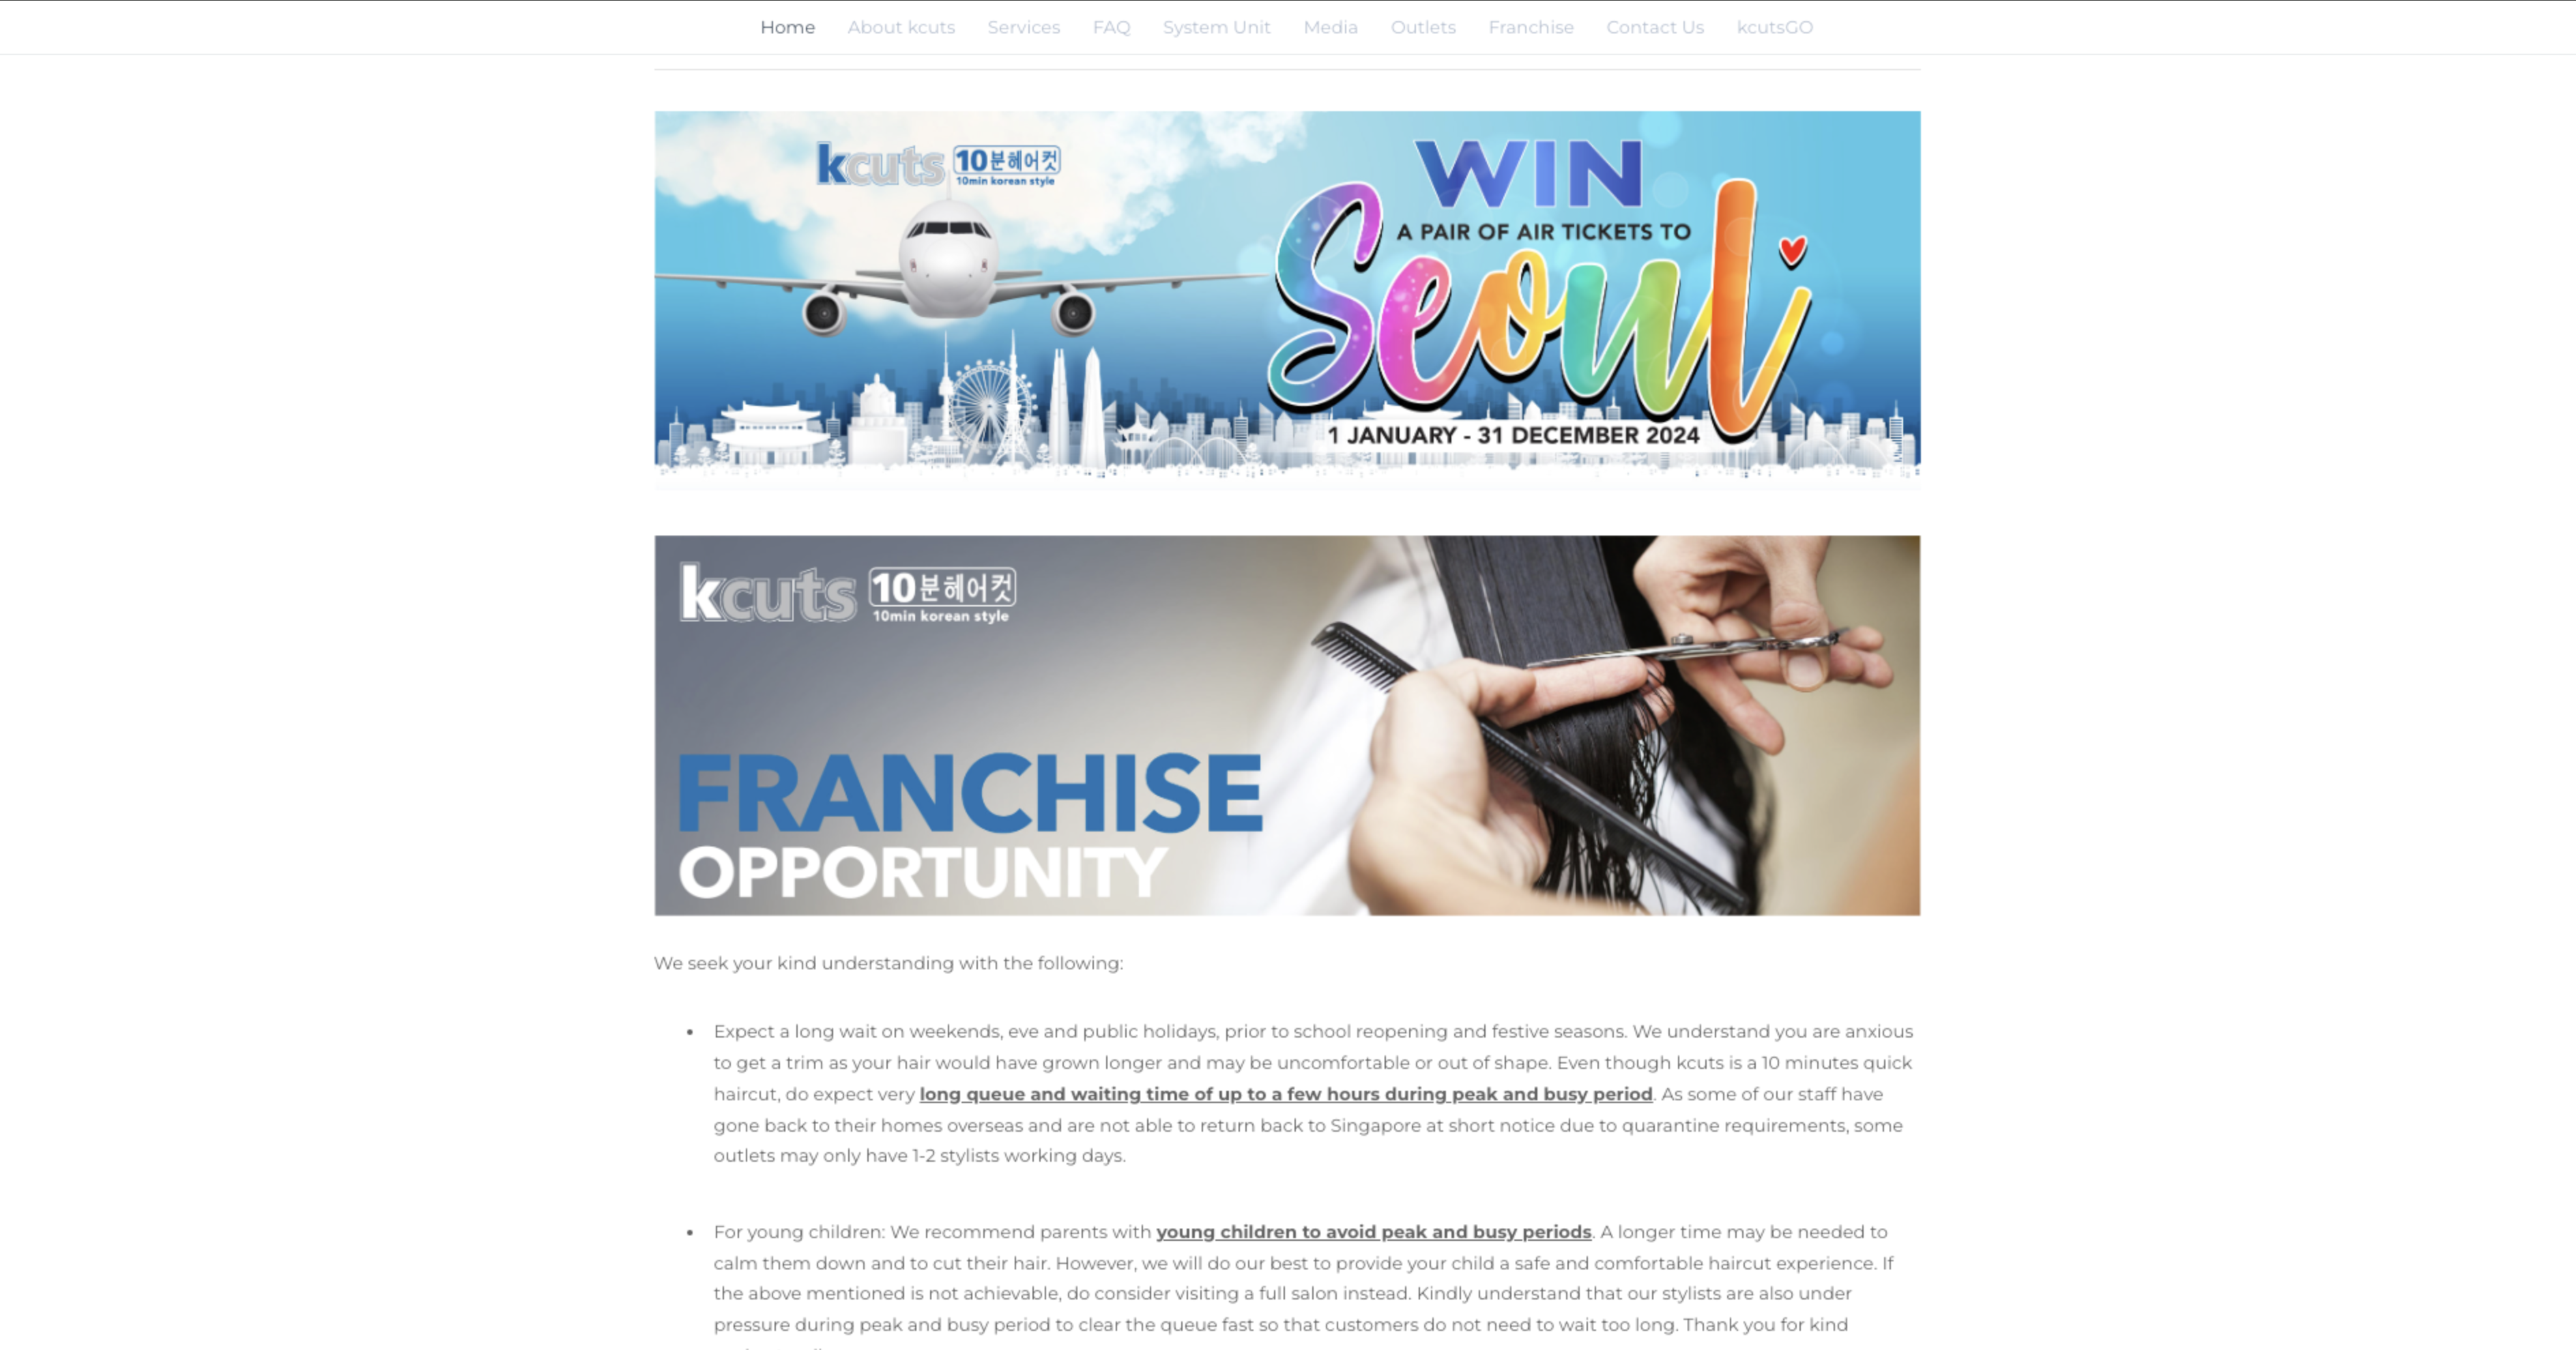 Home About kcuts Services FAQ System Unit Media Outlets Franchise Contact Us kcutsGO
kcuts 10분헤어컷
10min korean style
WIN
A PAIR OF AIR TICKETS TO
Seoul
1 JANUARY - 31 DECEMBER 2024
kcuts 10분헤어컷
10min korean style
FRANCHISE
OPPORTUNITY
We seek your kind understanding with the following:
• Expect a long wait on weekends, eve and public holidays, prior to school reopening and festive seasons. We understand you are anxious
to get a trim as your hair would have grown longer and may be uncomfortable or out of shape. Even though kcuts is a 10 minutes quick
haircut, do expect very long queue and waiting time of up to a few hours during peak and busy period. As some of our staff have
gone back to their homes overseas and are not able to return back to Singapore at short notice due to quarantine requirements, some
outlets may only have 1-2 stylists working days.
• For young children: We recommend parents with young children to avoid peak and busy periods. A longer time may be needed to
calm them down and to cut their hair. However, we will do our best to provide your child a safe and comfortable haircut experience. If
the above mentioned is not achievable, do consider visiting a full salon instead. Kindly understand that our stylists are also under
pressure during peak and busy period to clear the queue fast so that customers do not need to wait too long. Thank you for kind